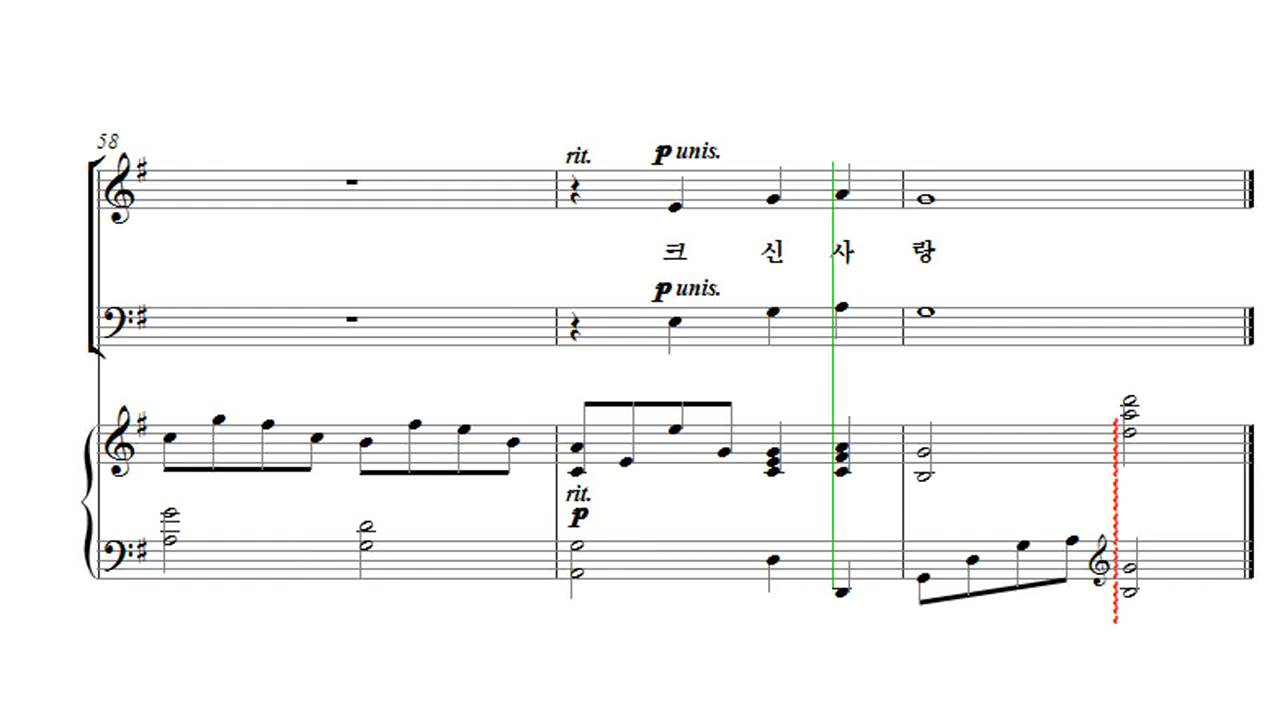 58
rit.
p unis.
크 신 사 랑
p unis.
rit.
p